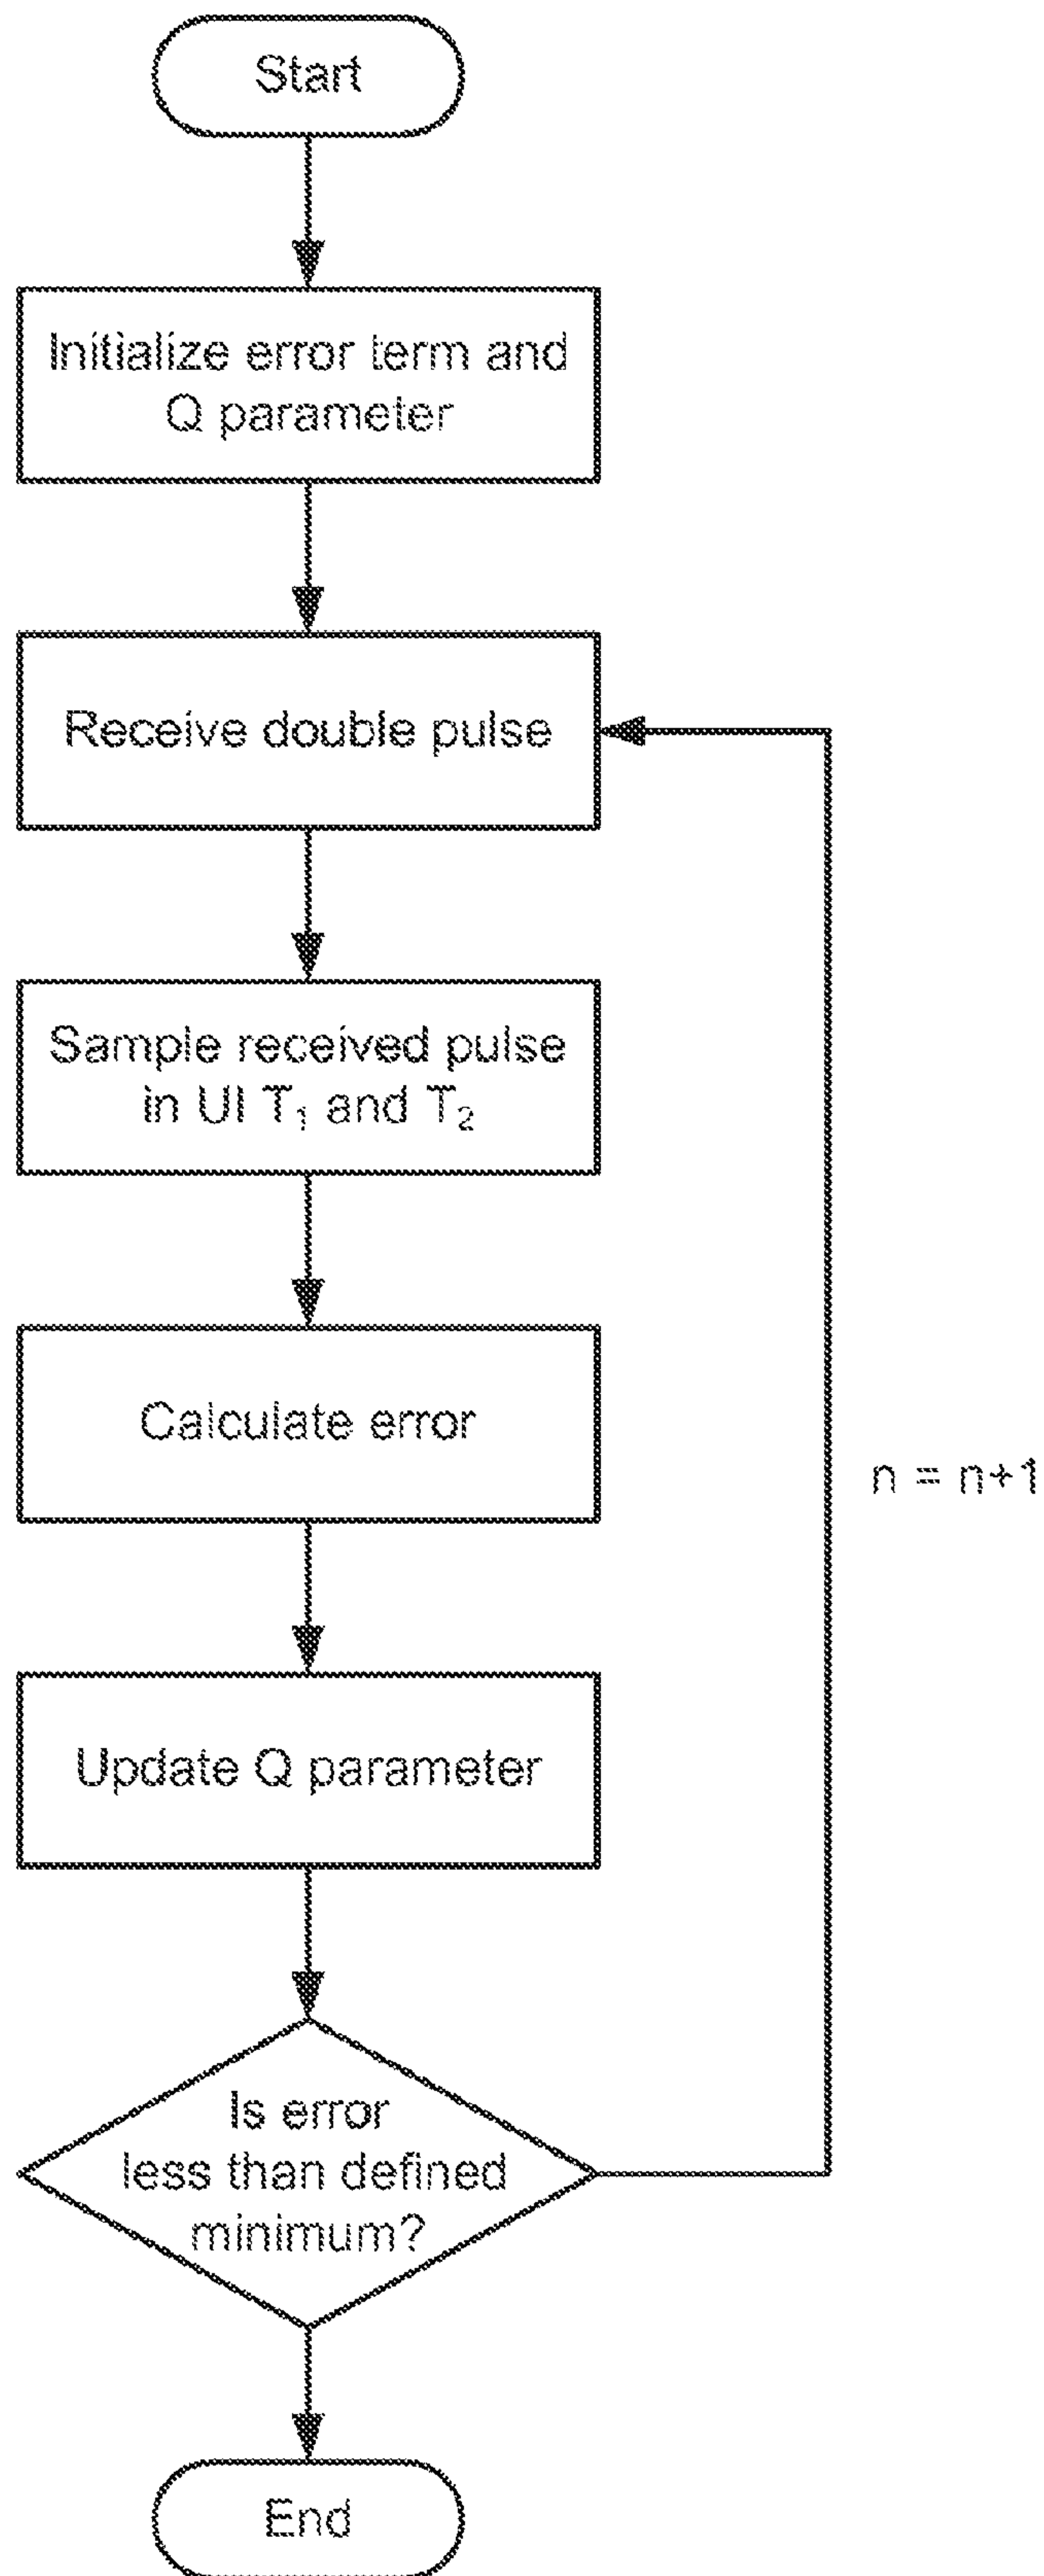 Start
Initialize error term and
Q parameter
Receive double pulse
Sample received pulse
in UI T₁ and T₂
Calculate error
n = n+1
Update Q parameter
Is error
less than defined
minimum?
End